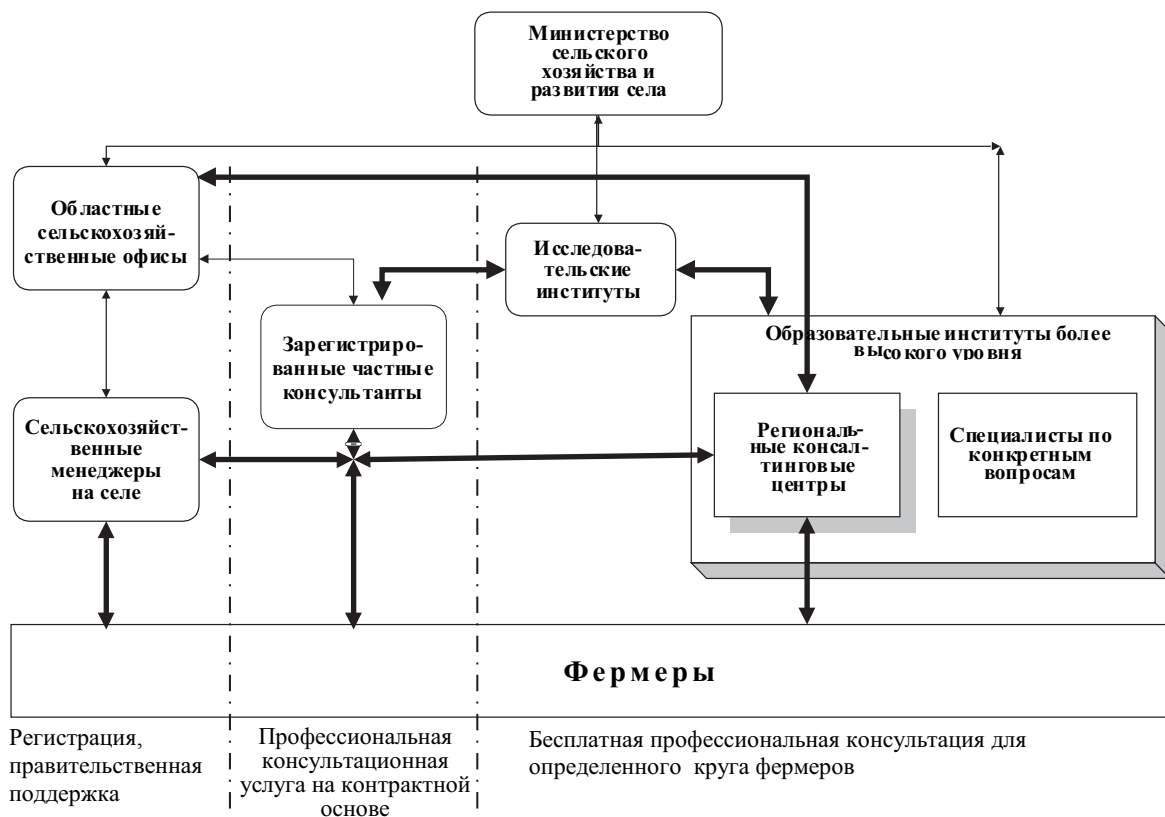 Министерство
сельского
хозяйства и
развития села
Областные
сельскохозяй-
ственные офисы
Исследова-
тельские
институты
Зарегистриро-
ванные частные
консультанты
Образовательные институты более
высокого уровня
Сельскохозяйст-
венные
менеджеры
на селе
Региональ-
ные консал-
тинговые
центры
Специалисты по
конкретным
вопросам
Фермеры
Регистрация,
правительственная
поддержка
Профессиональная
консультационная
услуга на контрактной
основе
Бесплатная профессиональная консультация для
определенного круга фермеров